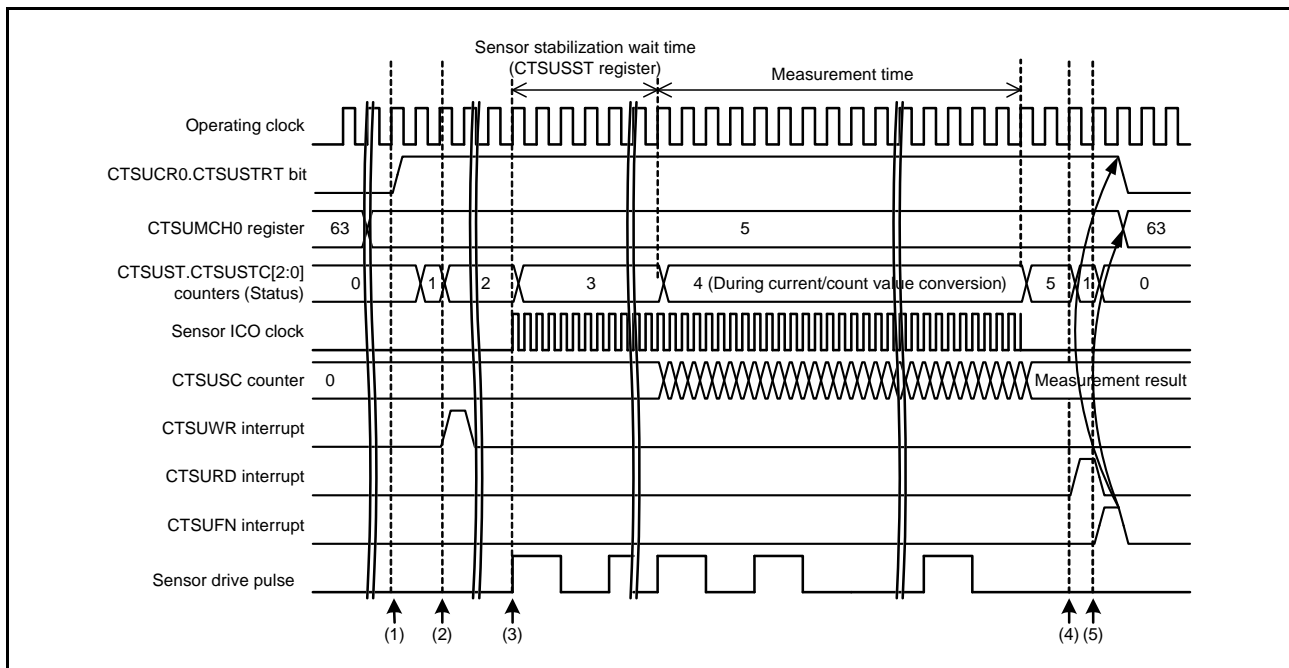 Sensor stabilization wait time
(CTSUSST register)
Measurement time
Operating clock
CTSUCR0.CTSUSTRT bit
CTSUMCH0 register
63
5
63
CTSUST.CTSUSTC[2:0]
counters (Status)
0
1
2
3
4 (During current/count value conversion)
5
1
0
Sensor ICO clock
CTSUSC counter
0
Measurement result
CTSUWR interrupt
CTSURD interrupt
CTSUFN interrupt
Sensor drive pulse
(1)
(2)
(3)
(4)
(5)